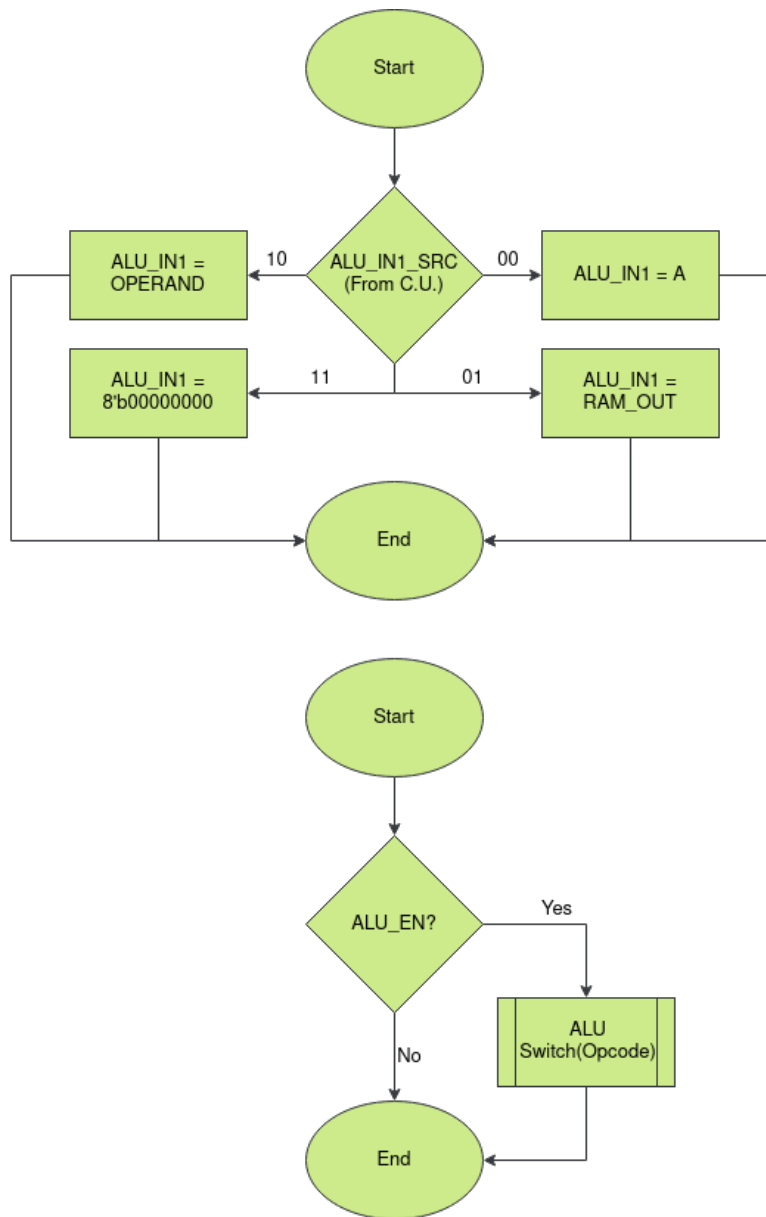 Start
ALU_IN1_SRC
(From C.U.)
10
00
ALU_IN1 =
OPERAND
ALU_IN1 = A
11
01
ALU_IN1 =
8'b00000000
ALU_IN1 =
RAM_OUT
End
Start
ALU_EN?
Yes
No
ALU
Switch(Opcode)
End